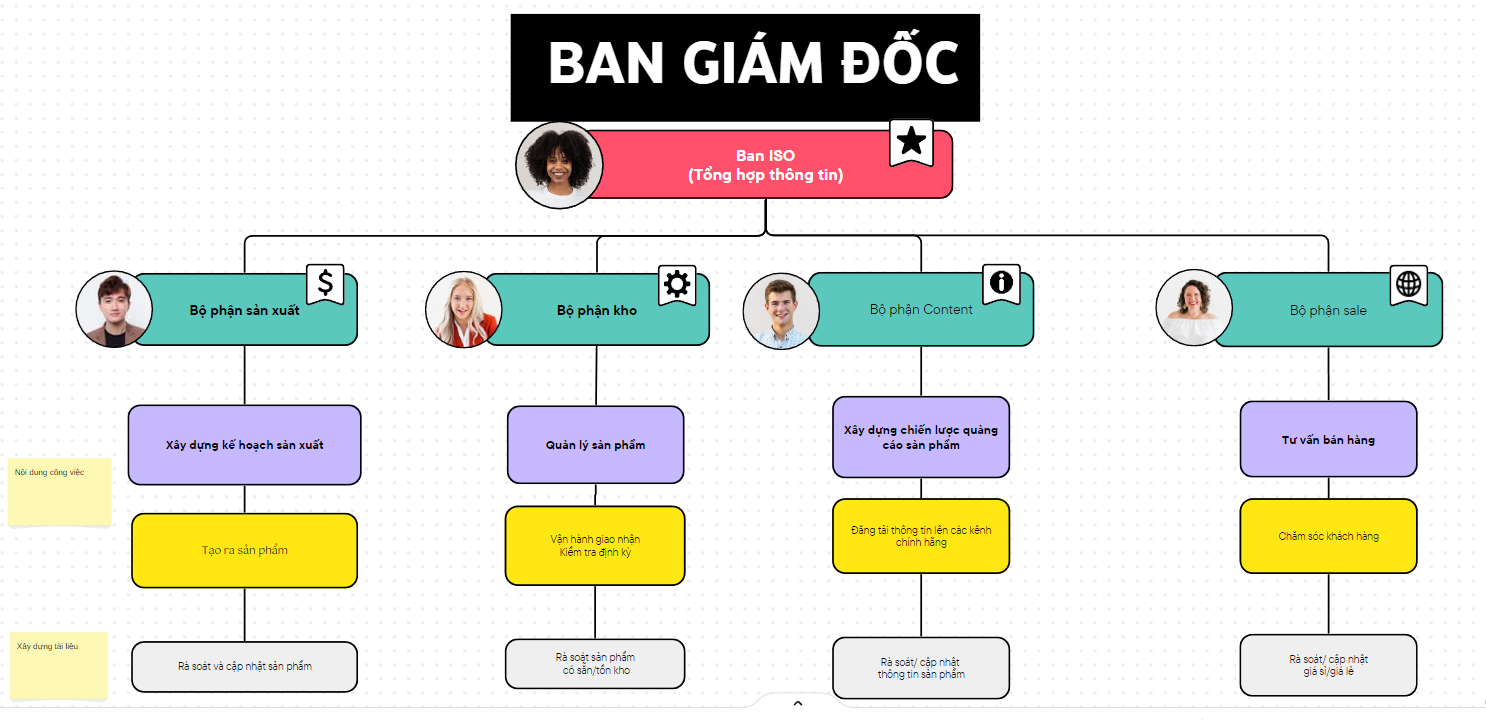 BAN GIÁM ĐỐC
Ban ISO
(Tổng hợp thông tin)
Bộ phận sản xuất
Bộ phận kho
Bộ phận Content
Bộ phận sale
Xây dựng kế hoạch sản xuất
Quản lý sản phẩm
Xây dựng chiến lược quảng
cáo sản phẩm
Tư vấn bán hàng
Nội dung công việc
Tạo ra sản phẩm
Vận hành giao nhận
Kiểm tra định kỳ
Đăng tải thông tin lên các kênh
chính hãng
Chăm sóc khách hàng
Xây dựng tài liệu
Rà soát và cập nhật sản phẩm
Rà soát sản phẩm
có sẵn/tồn kho
Rà soát/ cập nhật
thông tin sản phẩm
Rà soát/ cập nhật
giá sỉ/giá lẻ